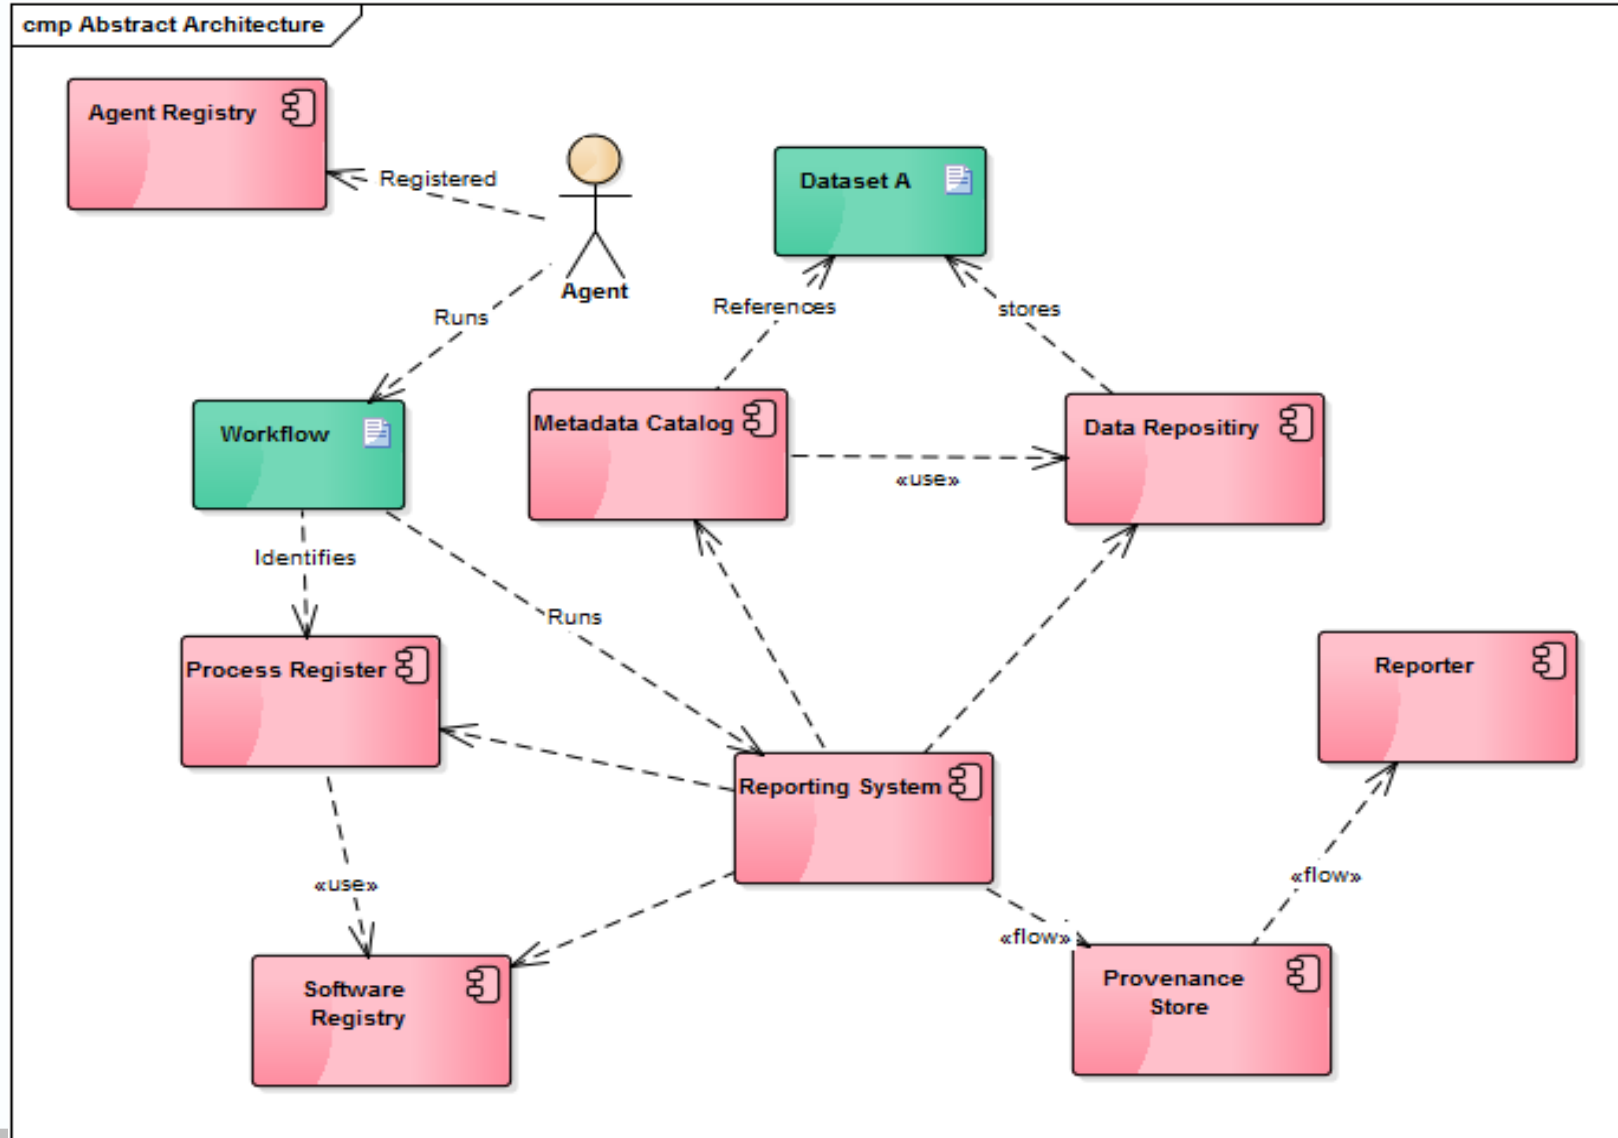 cmp Abstract Architecture
Agent Registry
Registered
Agent
Dataset A
Runs
References
stores
Workflow
Metadata Catalog
Data Repositiry
«use»
Identifies
Runs
Process Register
Reporter
Reporting System
«use»
«flow»
«flow»
Software
Registry
Provenance
Store